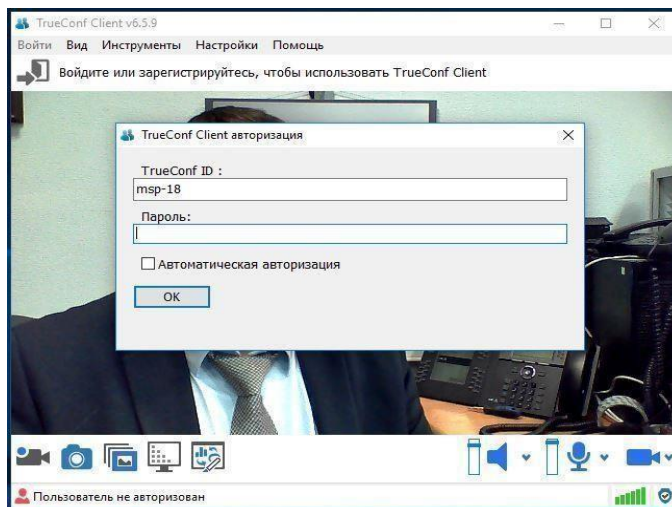 TrueConf Client v6.5.9
Войти Вид Инструменты Настройки Помощь
Войдите или зарегистрируйтесь, чтобы использовать TrueConf Client
TrueConf Client авторизация
TrueConf ID :
msp-18
Пароль:
Автоматическая авторизация
OK
Пользователь не авторизован